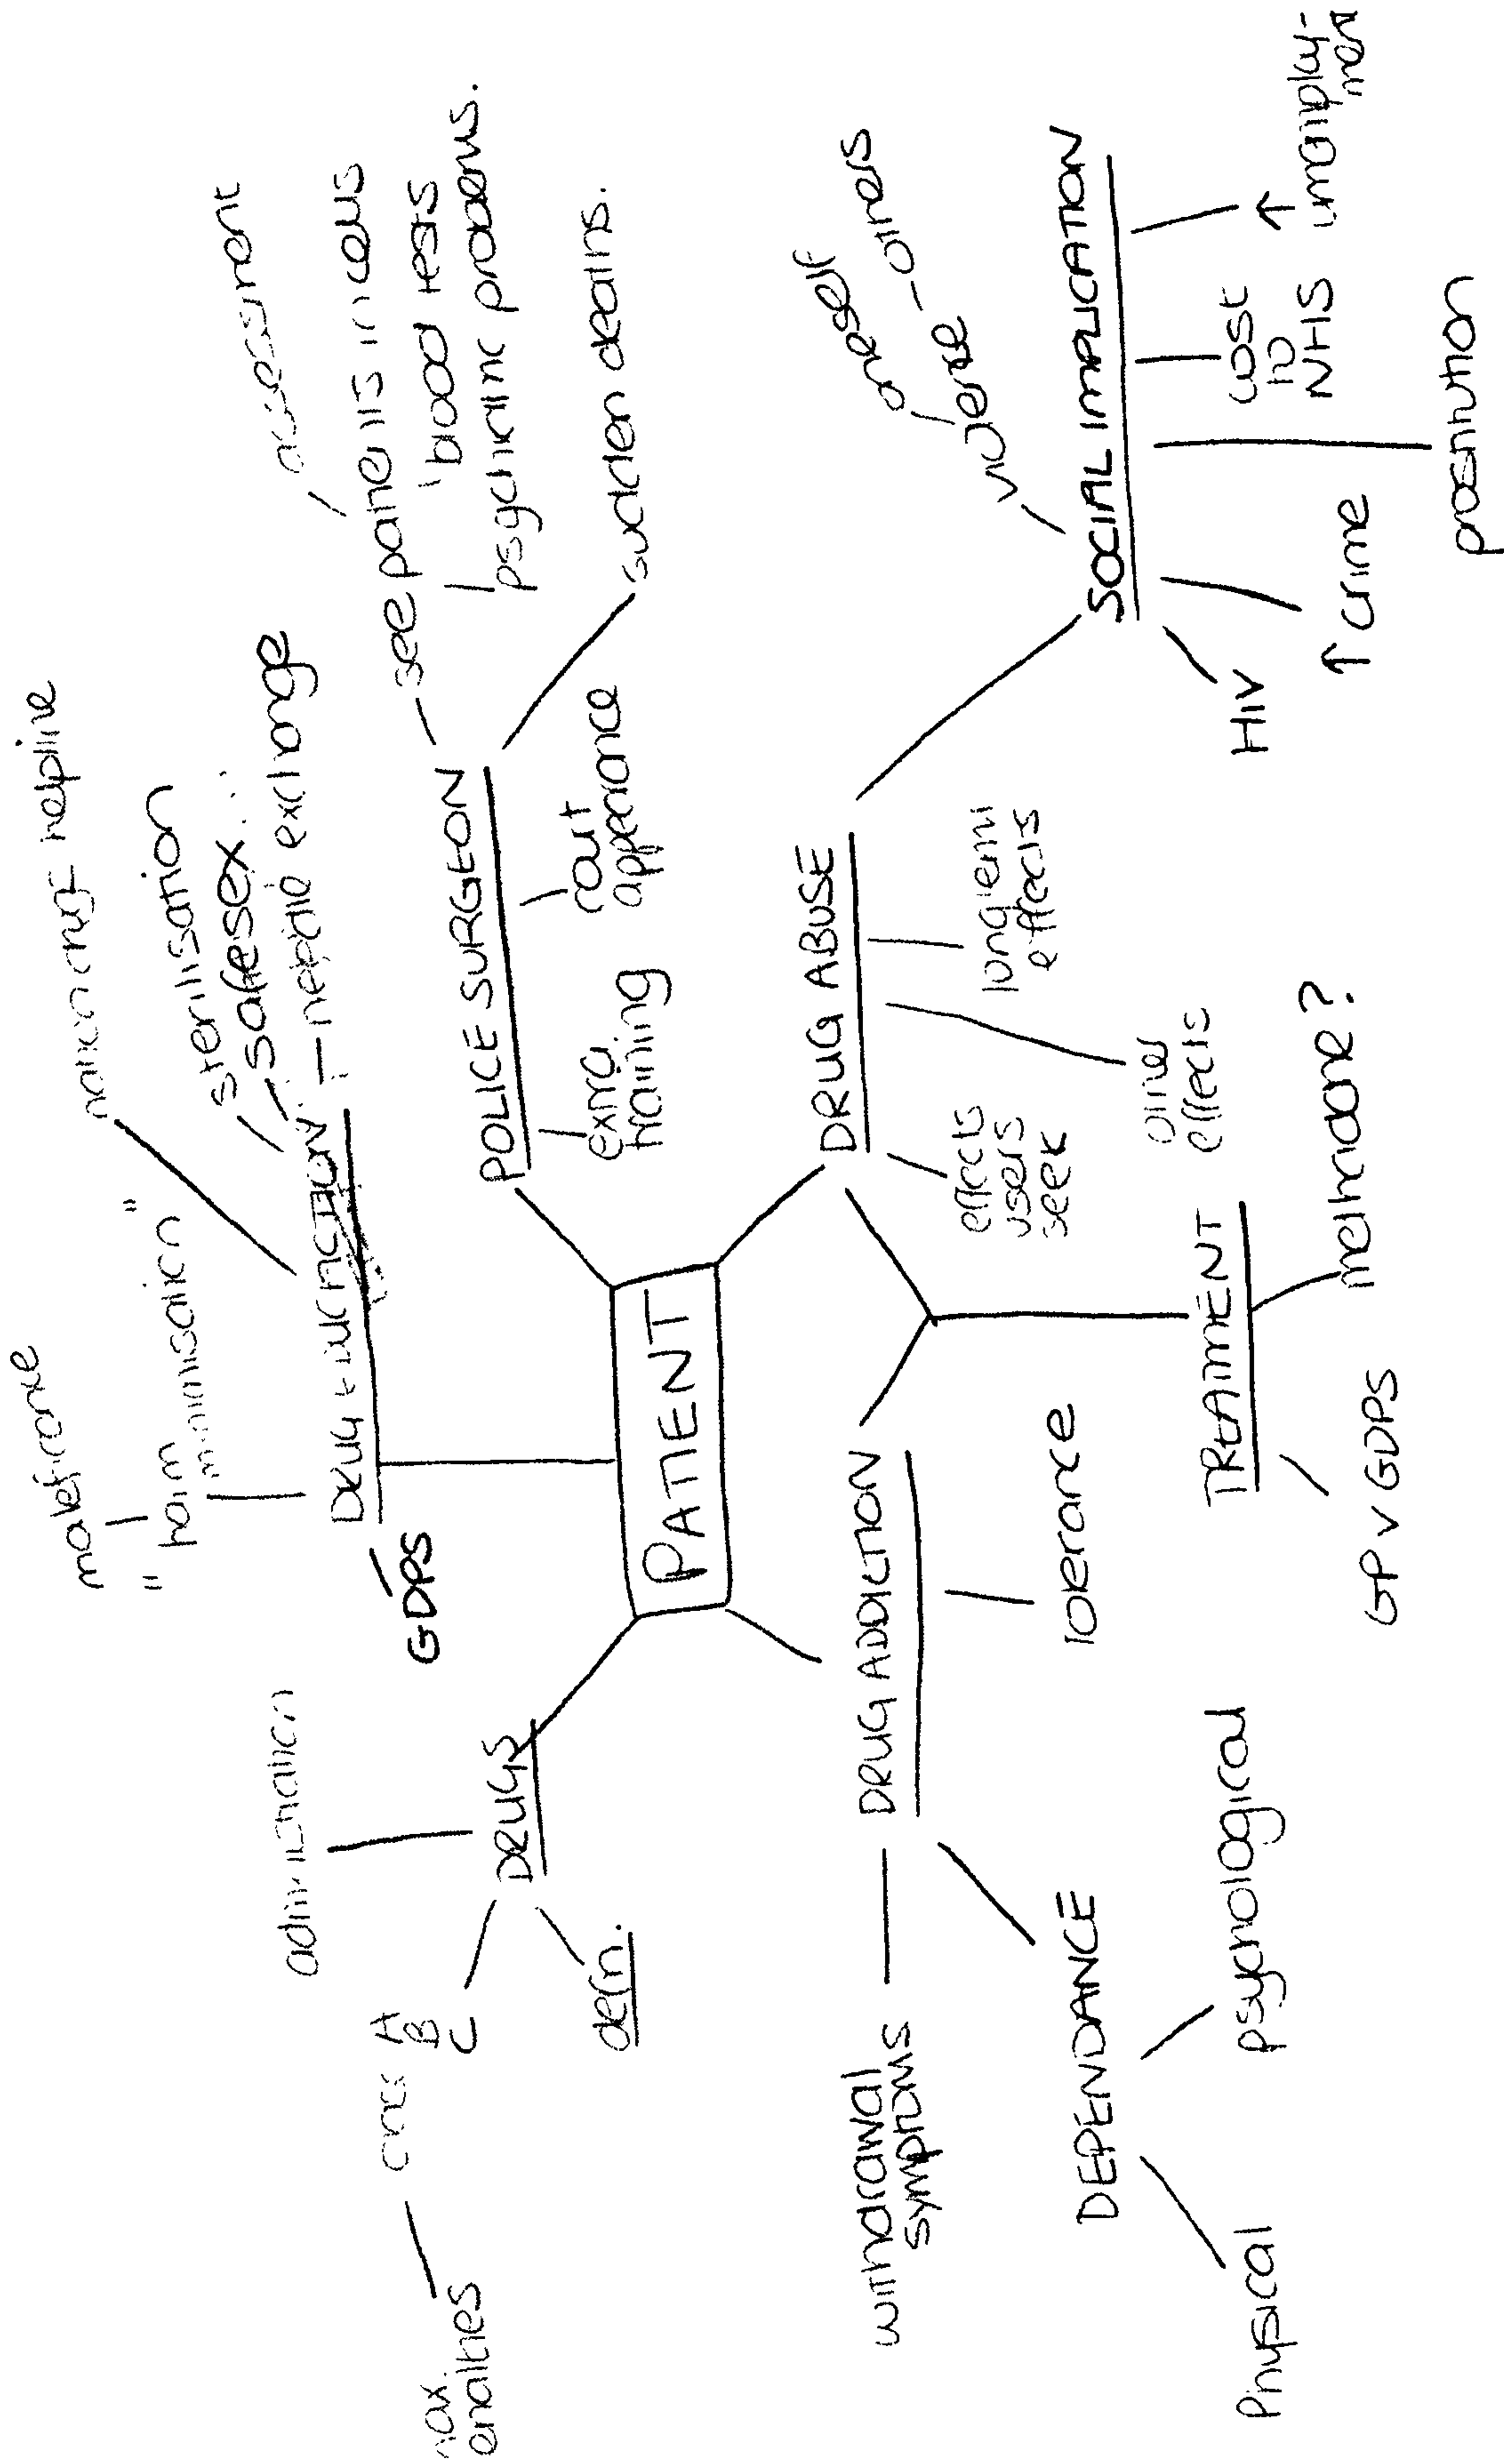 maleficence
"harm
minimisation"
national drug helpline
sterilisation
safe sex...
needle exchange
DRUG EDUCATION
GDPS
administration
class A
B
C
max.
penalties
DRUGS
defn.
PATIENT
POLICE SURGEON
extra
training
court
appearance
see patients in cells
assessment
blood tests
psychiatric problems.
sudden deaths.
DRUG ADDICTION
withdrawal
symptoms
tolerance
DEPENDANCE
Physical
psychological
DRUG ABUSE
effects
users
seek
other
effects
longterm
effects
TREATMENT
GP v GDPS
methadone?
SOCIAL IMPLICATION
violence - others
oneself
HIV
↑ crime
prostitution
cost
to
NHS
↑
unemploy-
ment